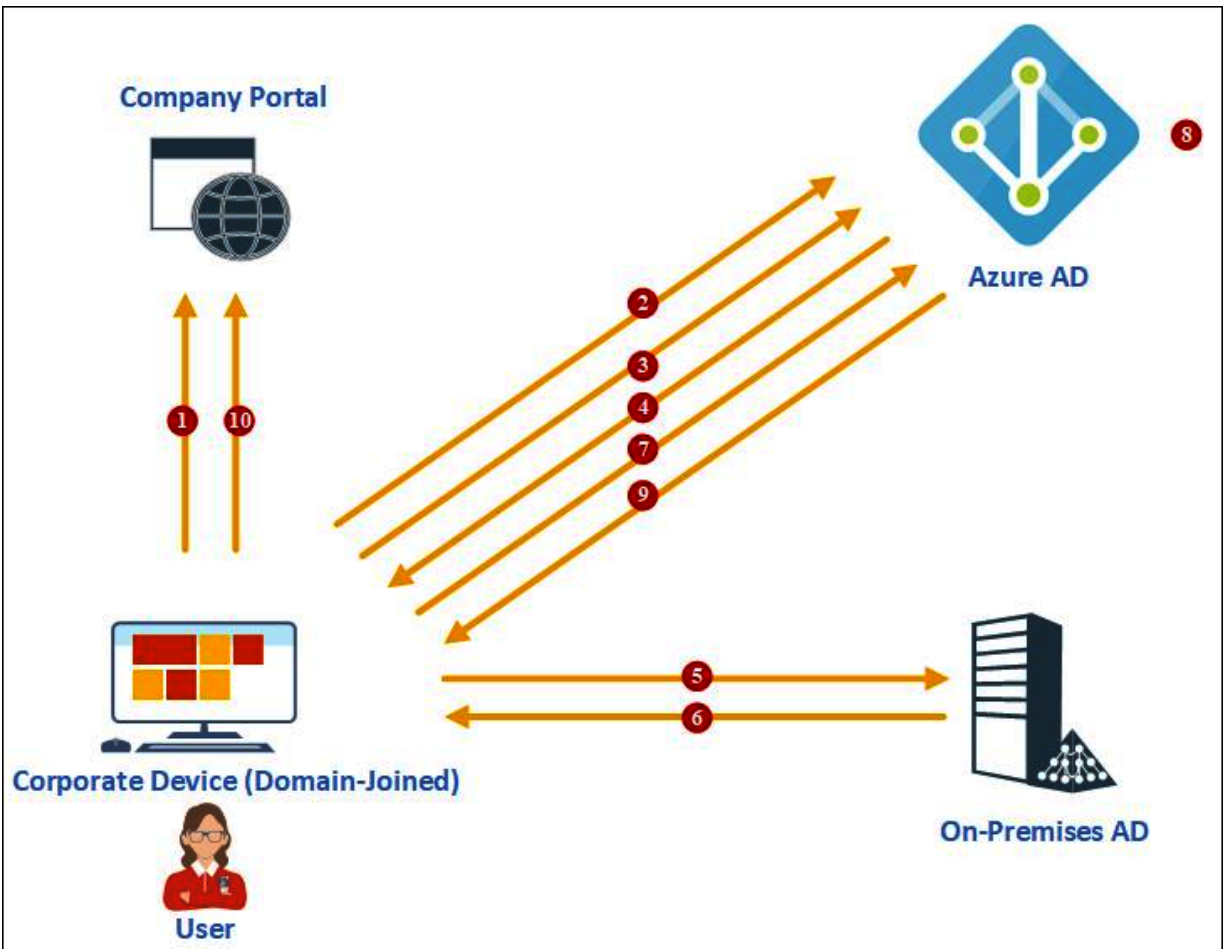 Company Portal
8
Azure AD
2
3
1
10
4
7
9
5
6
Corporate Device (Domain-Joined)
On-Premises AD
User